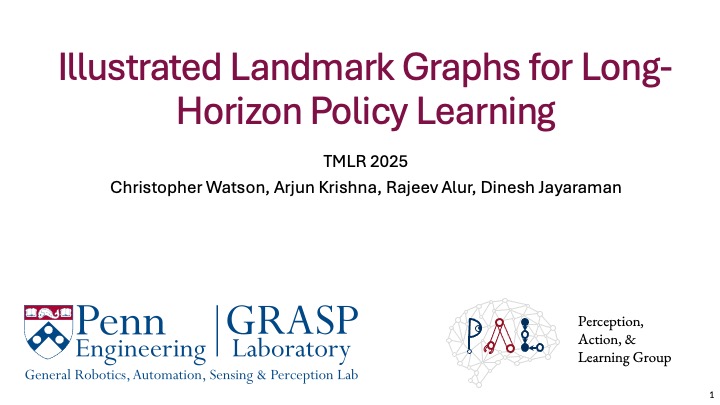 Illustrated Landmark Graphs for Long-
Horizon Policy Learning
TMLR 2025
Christopher Watson, Arjun Krishna, Rajeev Alur, Dinesh Jayaraman
Penn
Engineering
GRASP
Laboratory
General Robotics, Automation, Sensing & Perception Lab
PAL
Perception,
Action, &
Learning Group
1